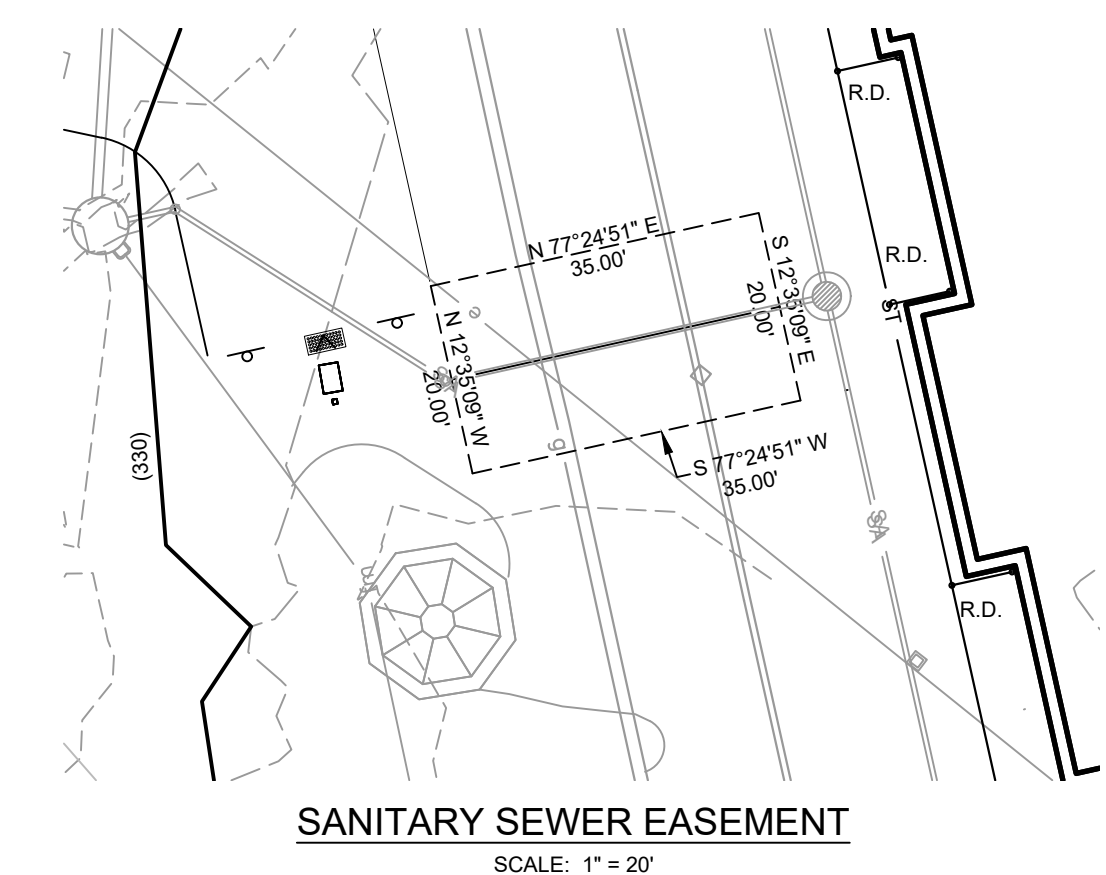 R.D.
N 77°24'51" E
35.00'
S 12°35'09" E
20.00'
R.D.
ST
N 12°35'09" W
20.00'
(330)
g
S 77°24'51" W
35.00'
SA
R.D.
SANITARY SEWER EASEMENT
SCALE: 1" = 20'